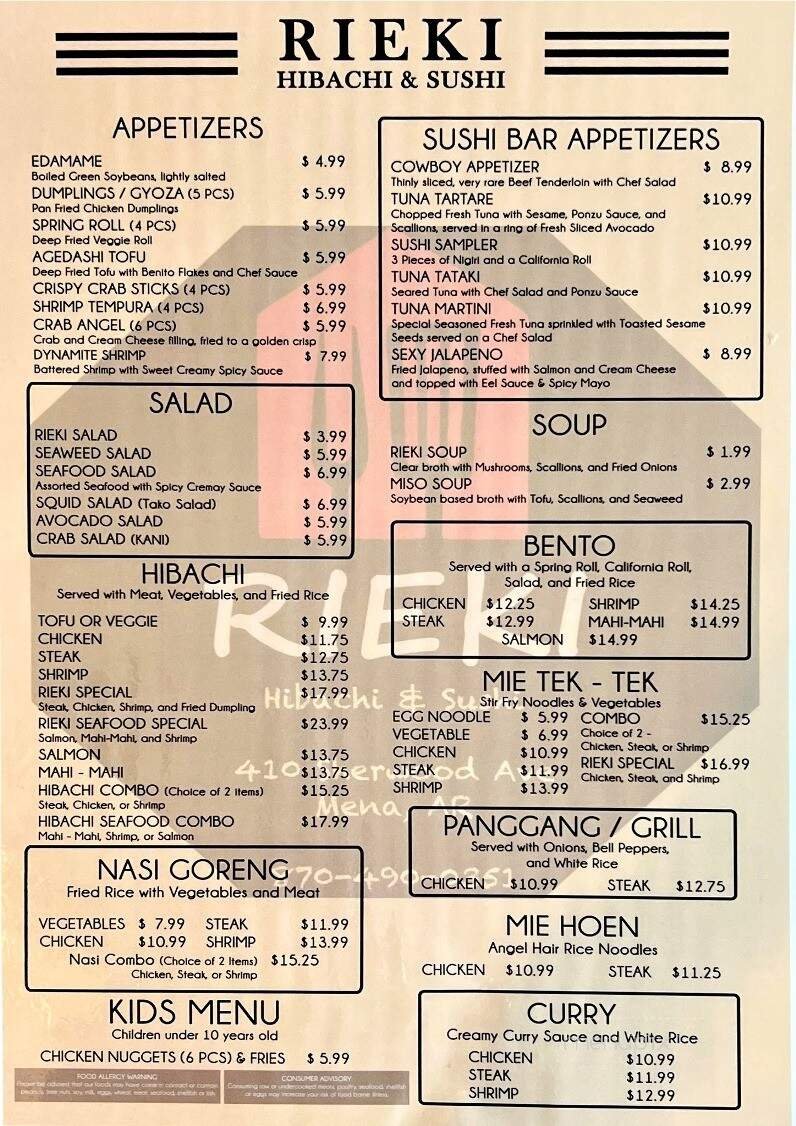 RIEKI
HIBACHI & SUSHI
APPETIZERS
EDAMAME $ 4.99
Boiled Green Soybeans, lightly salted
DUMPLINGS / GYOZA (5 PCS) $ 5.99
Pan Fried Chicken Dumplings
SPRING ROLL (4 PCS) $ 5.99
Deep Fried Veggie Roll
AGEDASHI TOFU $ 5.99
Deep Fried Tofu with Benito Flakes and Chef Sauce
CRISPY CRAB STICKS (4 PCS) $ 5.99
SHRIMP TEMPURA (4 PCS) $ 6.99
CRAB ANGEL (6 PCS) $ 5.99
Crab and Cream Cheese filling, fried to a golden crisp
DYNAMITE SHRIMP $ 7.99
Battered Shrimp with Sweet Creamy Spicy Sauce
SALAD
RIEKI SALAD $ 3.99
SEAWEED SALAD $ 5.99
SEAFOOD SALAD $ 6.99
Assorted Seafood with Spicy Cremay Sauce
SQUID SALAD (Tako Salad) $ 6.99
AVOCADO SALAD $ 5.99
CRAB SALAD (KANI) $ 5.99
HIBACHI
Served with Meat, Vegetables, and Fried Rice
TOFU OR VEGGIE $ 9.99
CHICKEN $11.75
STEAK $12.75
SHRIMP $13.75
RIEKI SPECIAL $17.99
Steak, Chicken, Shrimp, and Fried Dumpling
RIEKI SEAFOOD SPECIAL $23.99
Salmon, Mahi-Mahi, and Shrimp
SALMON $13.75
MAHI - MAHI $13.75
HIBACHI COMBO (Choice of 2 items) $15.25
Steak, Chicken, or Shrimp
HIBACHI SEAFOOD COMBO $17.99
Mahi - Mahi, Shrimp, or Salmon
NASI GORENG
Fried Rice with Vegetables and Meat
VEGETABLES $ 7.99 STEAK $11.99
CHICKEN $10.99 SHRIMP $13.99
Nasi Combo (Choice of 2 Items) $15.25
Chicken, Steak, or Shrimp
KIDS MENU
Children under 10 years old
CHICKEN NUGGETS (6 PCS) & FRIES $ 5.99
FOOD ALLERGY WARNING
CONSUMER ADVISORY
SUSHI BAR APPETIZERS
COWBOY APPETIZER $ 8.99
Thinly sliced, very rare Beef Tenderloin with Chef Salad
TUNA TARTARE $10.99
Chopped Fresh Tuna with Sesame, Ponzu Sauce, and
Scallions, served in a ring of Fresh Sliced Avocado
SUSHI SAMPLER $10.99
3 Pieces of Nigiri and a California Roll
TUNA TATAKI $10.99
Seared Tuna with Chef Salad and Ponzu Sauce
TUNA MARTINI $10.99
Special Seasoned Fresh Tuna sprinkled with Toasted Sesame
Seeds served on a Chef Salad
SEXY JALAPENO $ 8.99
Fried Jalapeno, stuffed with Salmon and Cream Cheese
and topped with Eel Sauce & Spicy Mayo
SOUP
RIEKI SOUP $ 1.99
Clear broth with Mushrooms, Scallions, and Fried Onions
MISO SOUP $ 2.99
Soybean based broth with Tofu, Scallions, and Seaweed
BENTO
Served with a Spring Roll, California Roll,
Salad, and Fried Rice
CHICKEN $12.25 SHRIMP $14.25
STEAK $12.99 MAHI-MAHI $14.99
SALMON $14.99
MIE TEK - TEK
Stir Fry Noodles & Vegetables
EGG NOODLE $ 5.99 COMBO $15.25
VEGETABLE $ 6.99 Choice of 2 -
Chicken, Steak, or Shrimp
CHICKEN $10.99 RIEKI SPECIAL $16.99
STEAK $11.99 Chicken, Steak, and Shrimp
SHRIMP $13.99
PANGGANG / GRILL
Served with Onions, Bell Peppers,
and White Rice
CHICKEN $10.99 STEAK $12.75
MIE HOEN
Angel Hair Rice Noodles
CHICKEN $10.99 STEAK $11.25
CURRY
Creamy Curry Sauce and White Rice
CHICKEN $10.99
STEAK $11.99
SHRIMP $12.99
RIEKI
Hibachi & Sushi
Mena, AR